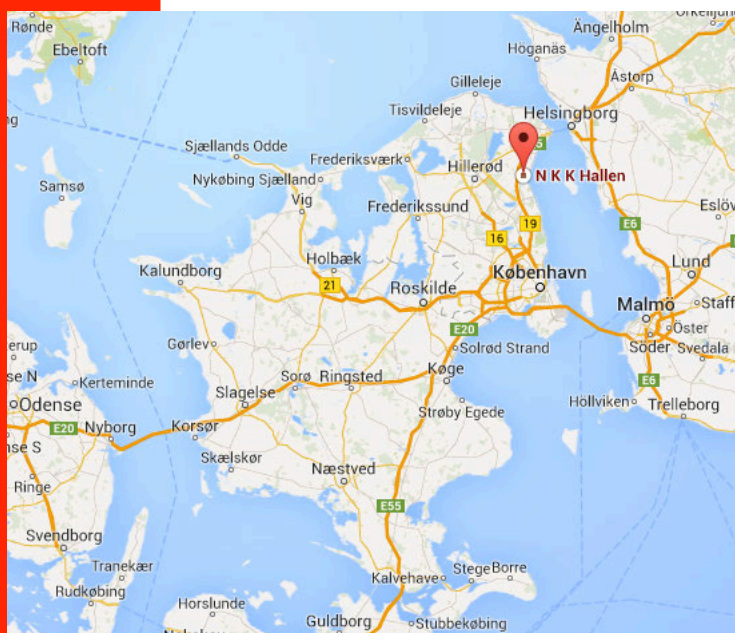 Rønde
Ebeltoft
Ängelholm
Höganäs
Åstorp
Gilleleje
Tisvildeleje
Helsingborg
Sjællands Odde
Frederiksværk
Hillerød
N K K Hallen
Nykøbing Sjælland
Samsø
Vig
Frederikssund
E6
Eslöv
16
19
Holbæk
Kalundborg
21
Roskilde
København
Lund
Malmö
Staff
E20
Öster
Gørlev
Solrød Strand
Söder
Svedala
Kerteminde
Sorø
Ringsted
Køge
E6
Odense
Slagelse
Strøby Egede
Höllviken
Trelleborg
E20
Nyborg
Korsør
Skælskør
Næstved
Ringe
E55
Svendborg
Tranekær
Kalvehave
Stege
Borre
Rudkøbing
Horslunde
Guldborg
Stubbekøbing